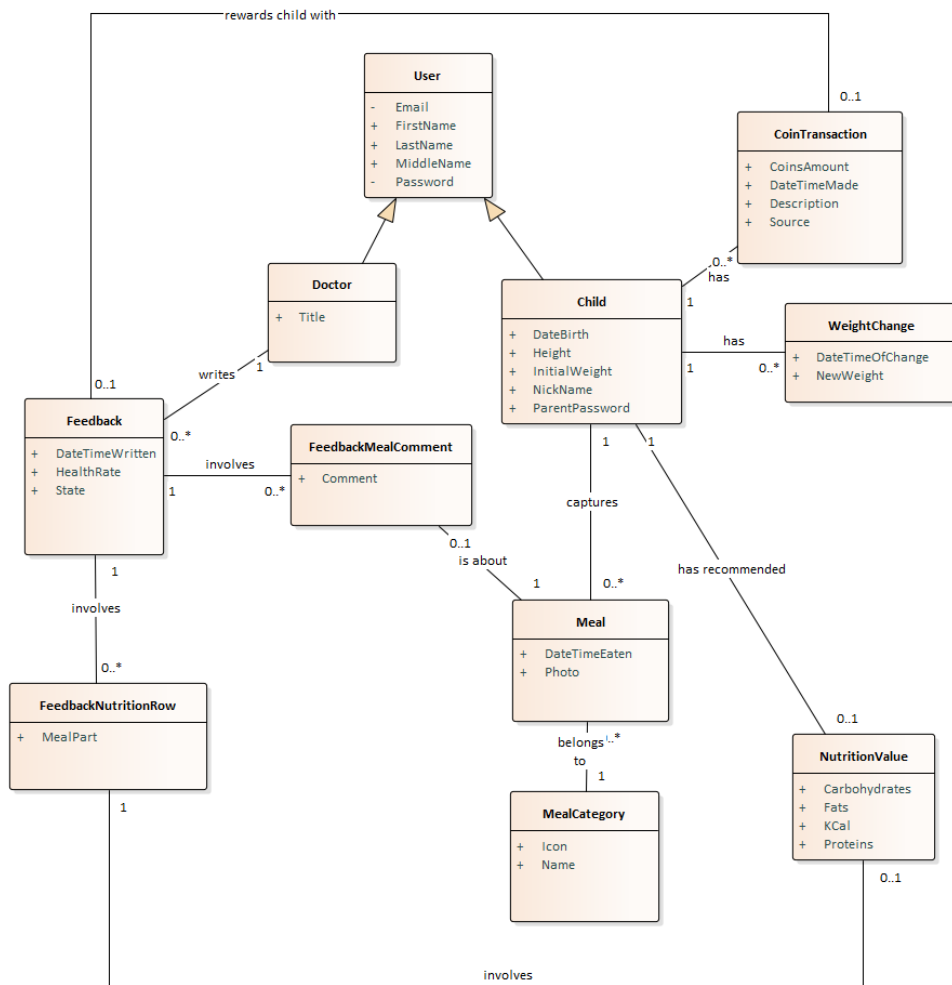 rewards child with
0..1
User
- Email
+ FirstName
+ LastName
+ MiddleName
- Password
CoinTransaction
+ CoinsAmount
+ DateTimeMade
+ Description
+ Source
0..*
has
1
Doctor
+ Title
1
writes
0..*
Child
+ DateBirth
+ Height
+ InitialWeight
+ NickName
+ ParentPassword
has
1
0..*
WeightChange
+ DateTimeOfChange
+ NewWeight
0..1
Feedback
+ DateTimeWritten
+ HealthRate
+ State
involves
1
0..*
FeedbackMealComment
+ Comment
0..1
is about
1
1
captures
0..*
1
has recommended
0..1
1
involves
0..*
Meal
+ DateTimeEaten
+ Photo
FeedbackNutritionRow
+ MealPart
1
belongs ..*
to
1
MealCategory
+ Icon
+ Name
NutritionValue
+ Carbohydrates
+ Fats
+ KCal
+ Proteins
0..1
involves